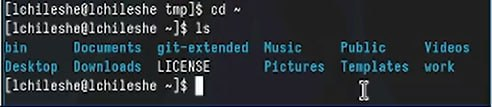 [lchileshe@lchileshe tmp]$ cd ~
[lchileshe@lchileshe ~]$ ls
bin Documents git-extended Music Public Videos
Desktop Downloads LICENSE Pictures Templates work
[lchileshe@lchileshe ~]$